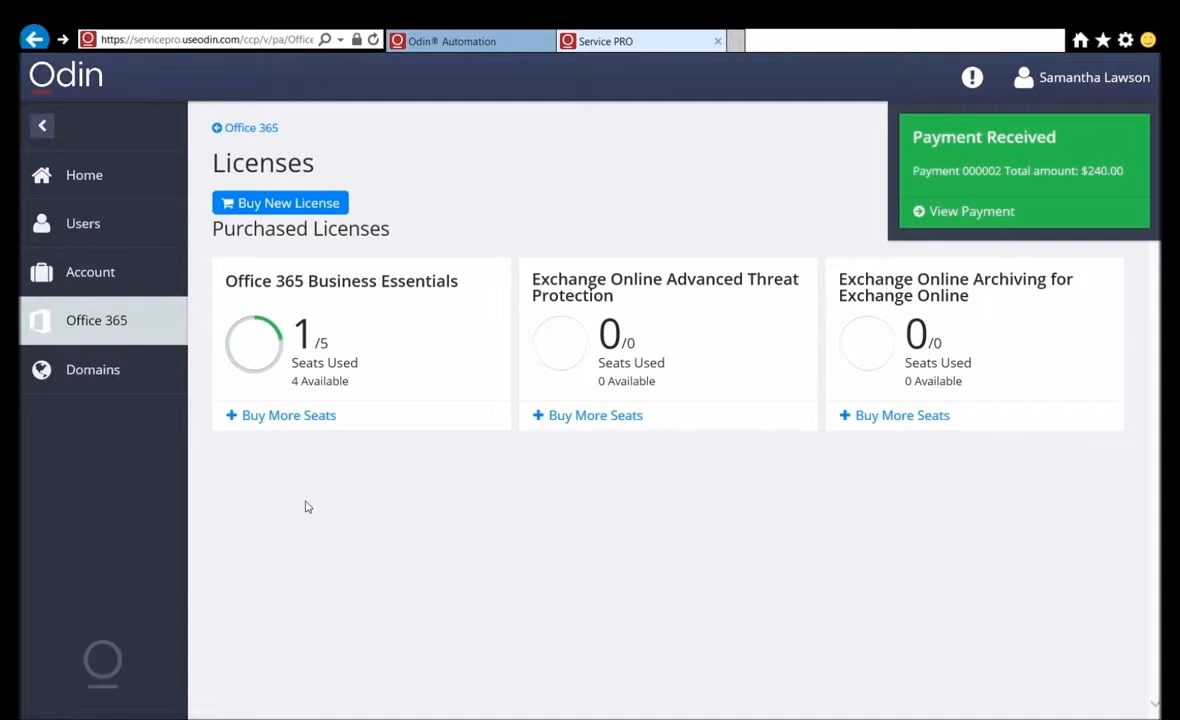 https://servicepro.useodin.com/ccp/v/pa/Office
Odin® Automation
Service PRO
Odin
Samantha Lawson
Office 365
Payment Received
Payment 000002 Total amount: $240.00
View Payment
Home
Users
Account
Office 365
Domains
Licenses
Buy New License
Purchased Licenses
Office 365 Business Essentials
1/5
Seats Used
4 Available
Buy More Seats
Exchange Online Advanced Threat
Protection
0/0
Seats Used
0 Available
Buy More Seats
Exchange Online Archiving for
Exchange Online
0/0
Seats Used
0 Available
Buy More Seats